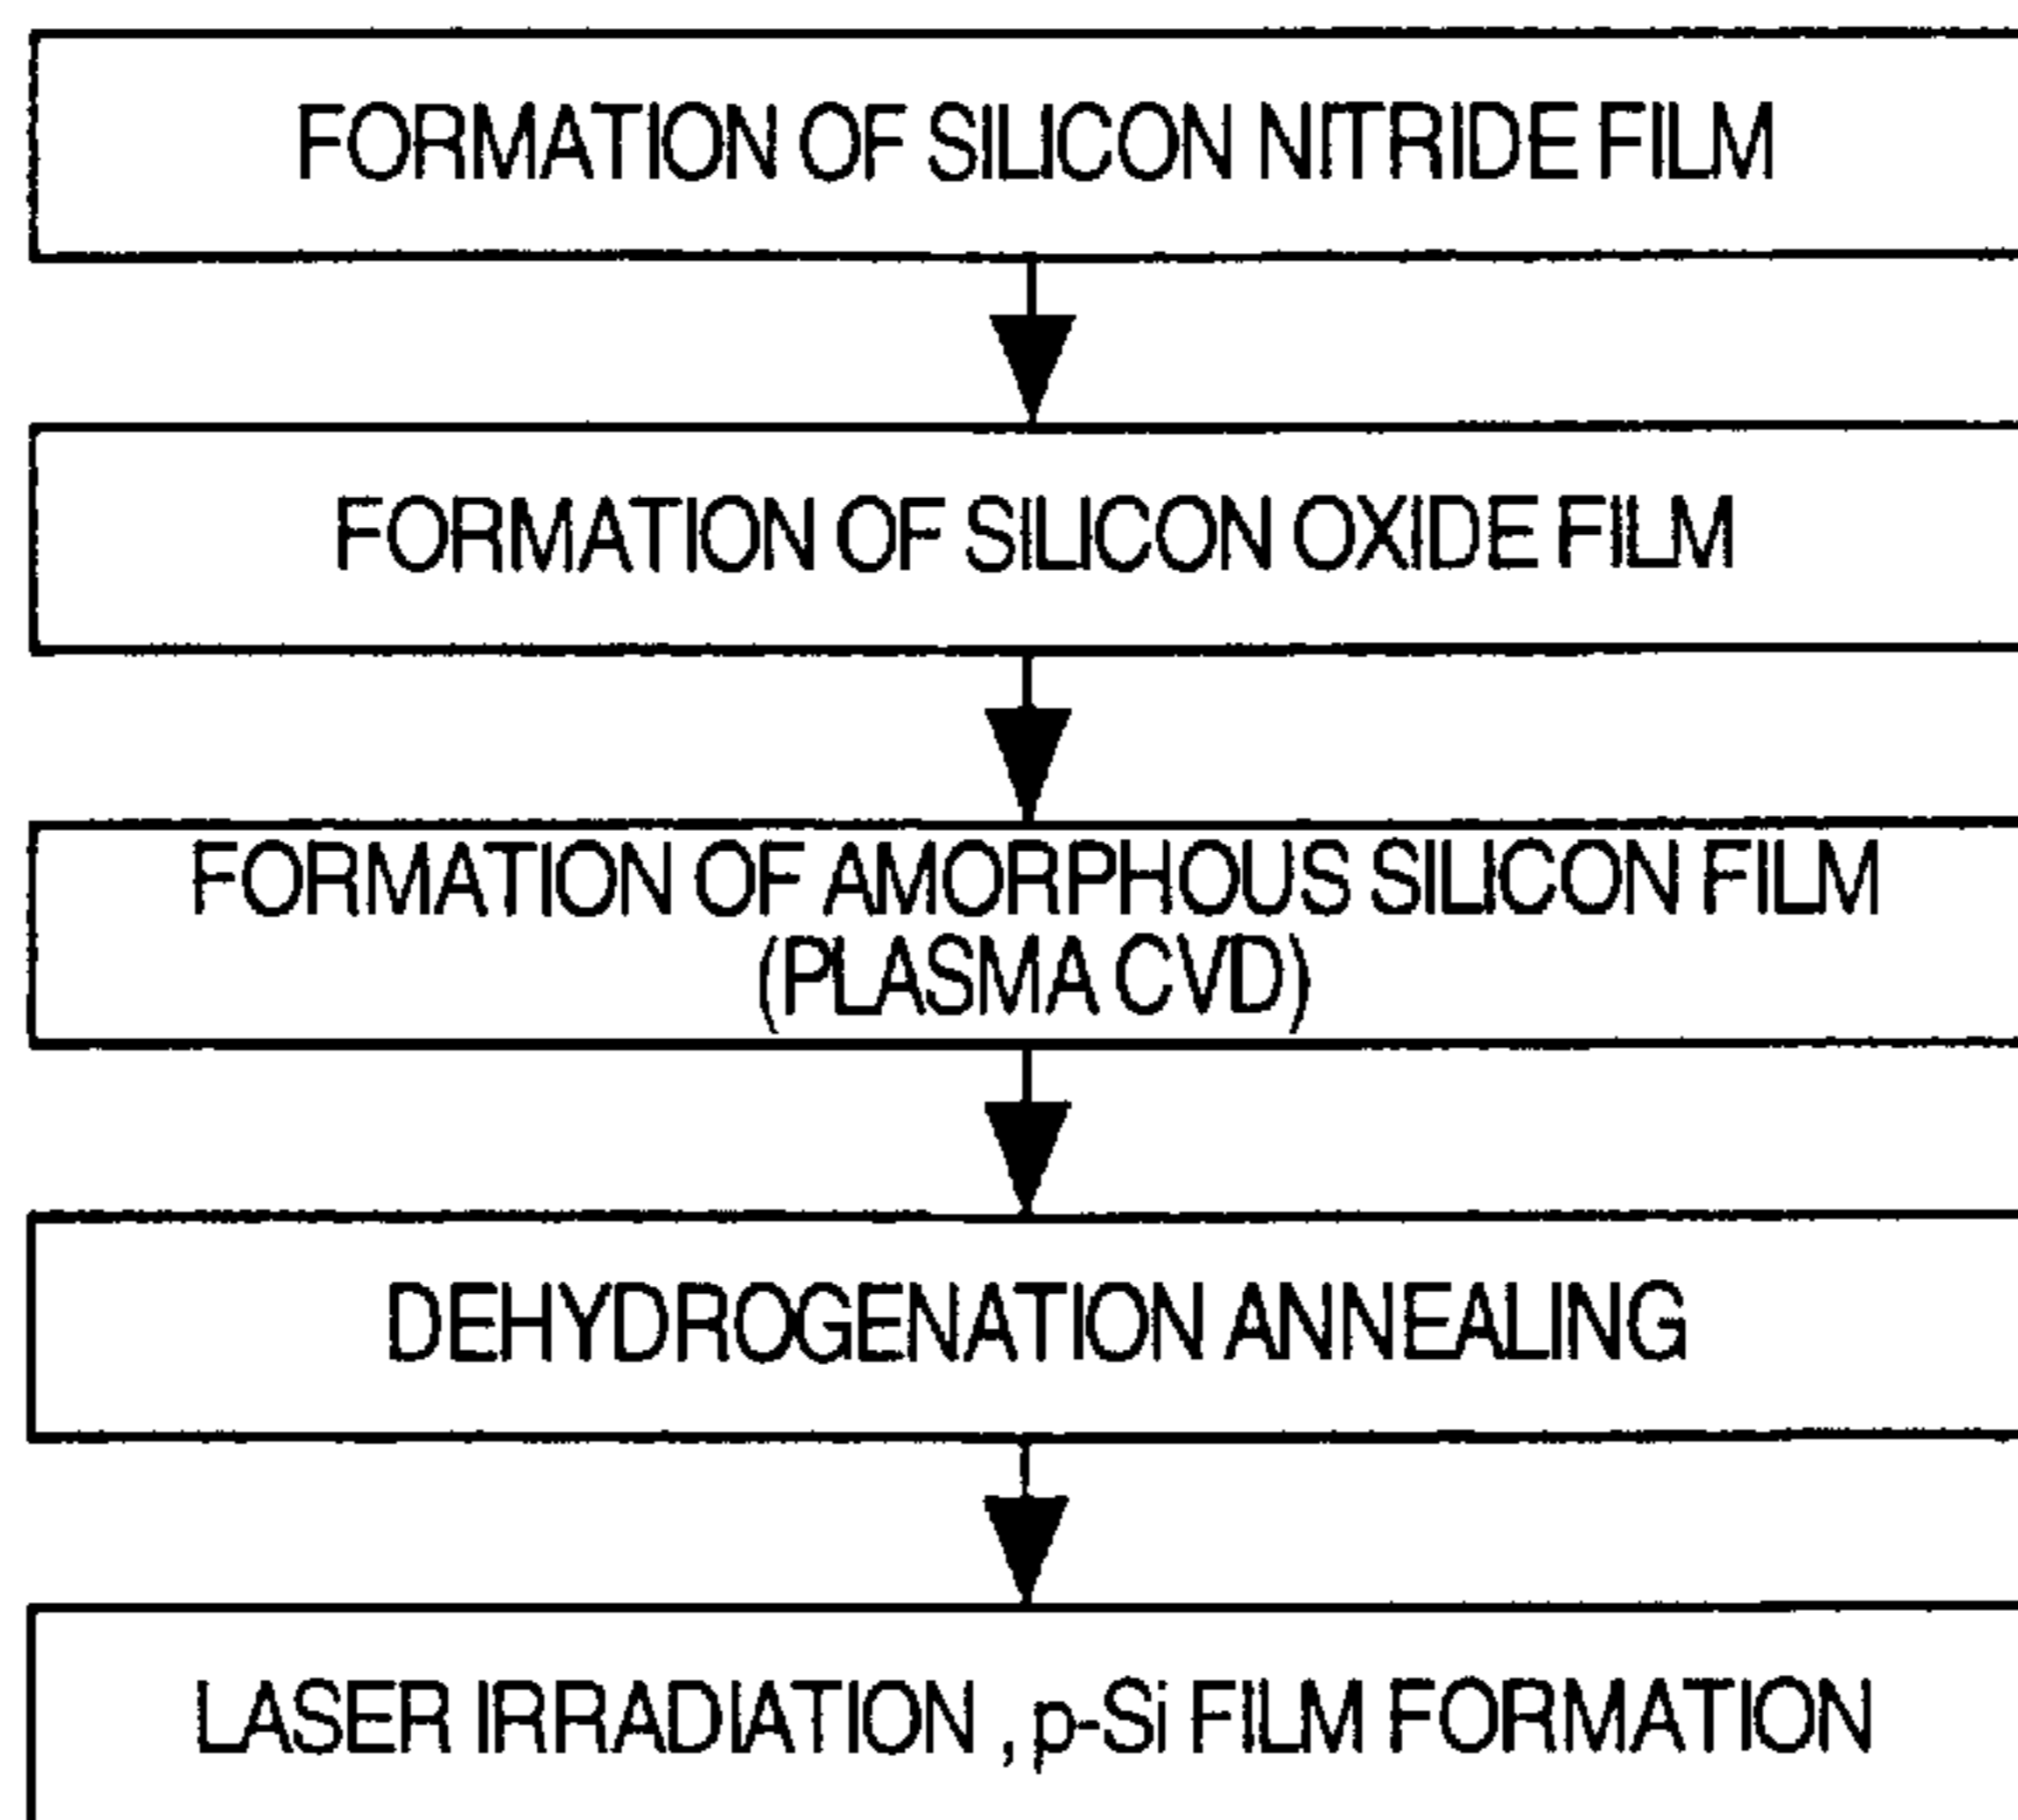 FORMATION OF SILICON NITRIDE FILM
FORMATION OF SILICON OXIDE FILM
FORMATION OF AMORPHOUS SILICON FILM
(PLASMA CVD)
DEHYDROGENATION ANNEALING
LASER IRRADIATION , p-Si FILM FORMATION